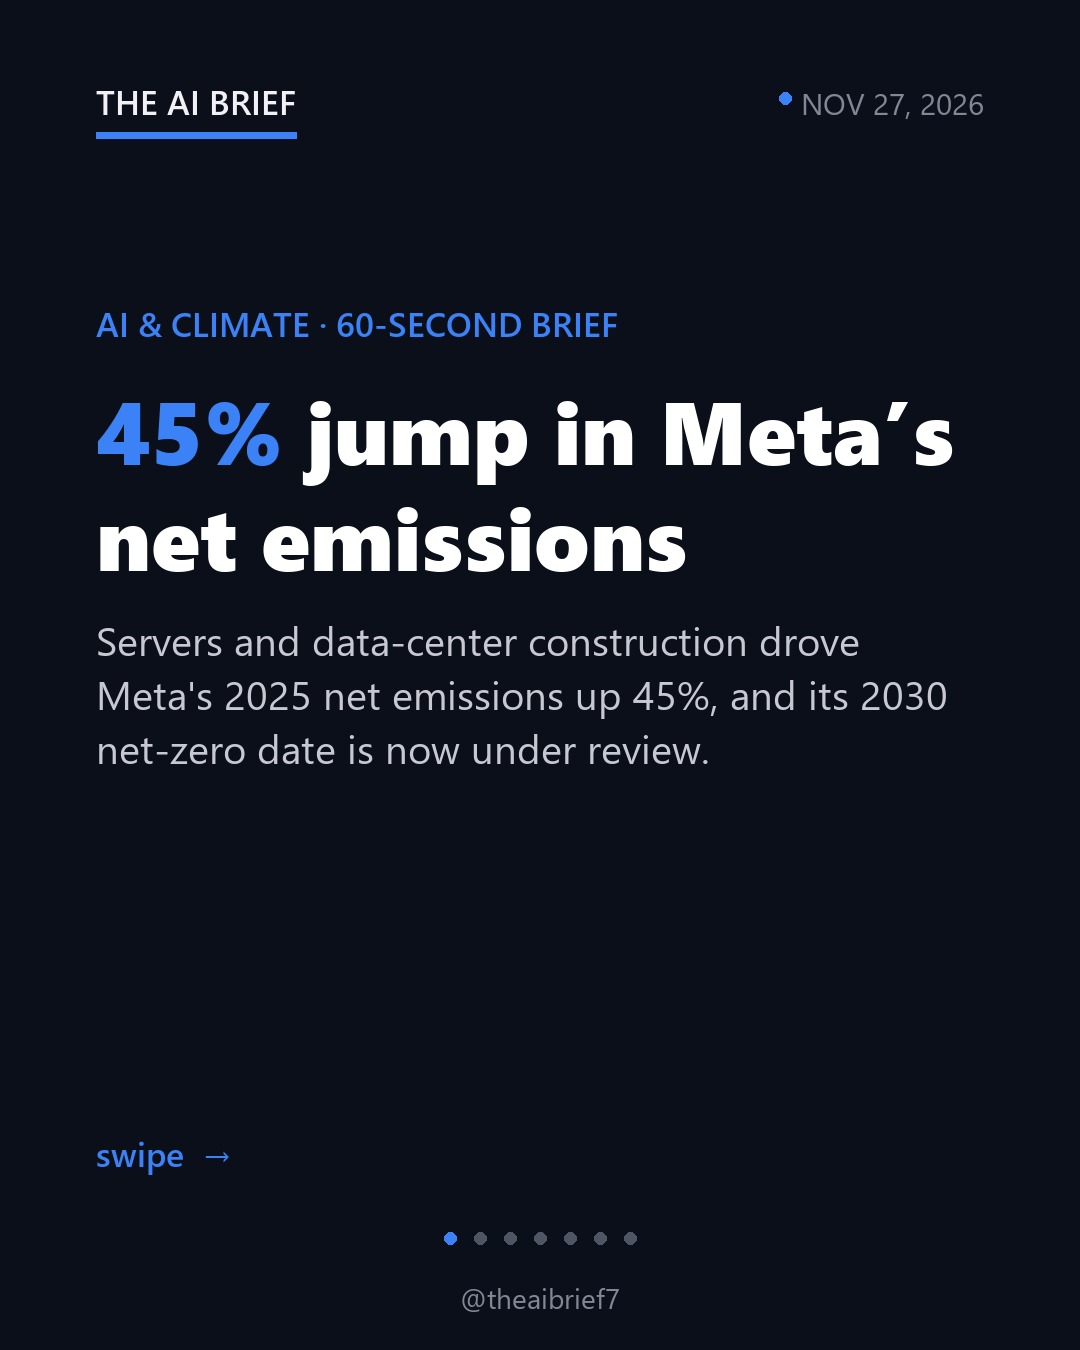 THE AI BRIEF
NOV 27, 2026
AI & CLIMATE · 60-SECOND BRIEF
45% jump in Meta′s
net emissions
Servers and data-center construction drove
Meta's 2025 net emissions up 45%, and its 2030
net-zero date is now under review.
swipe →
@theaibrief7